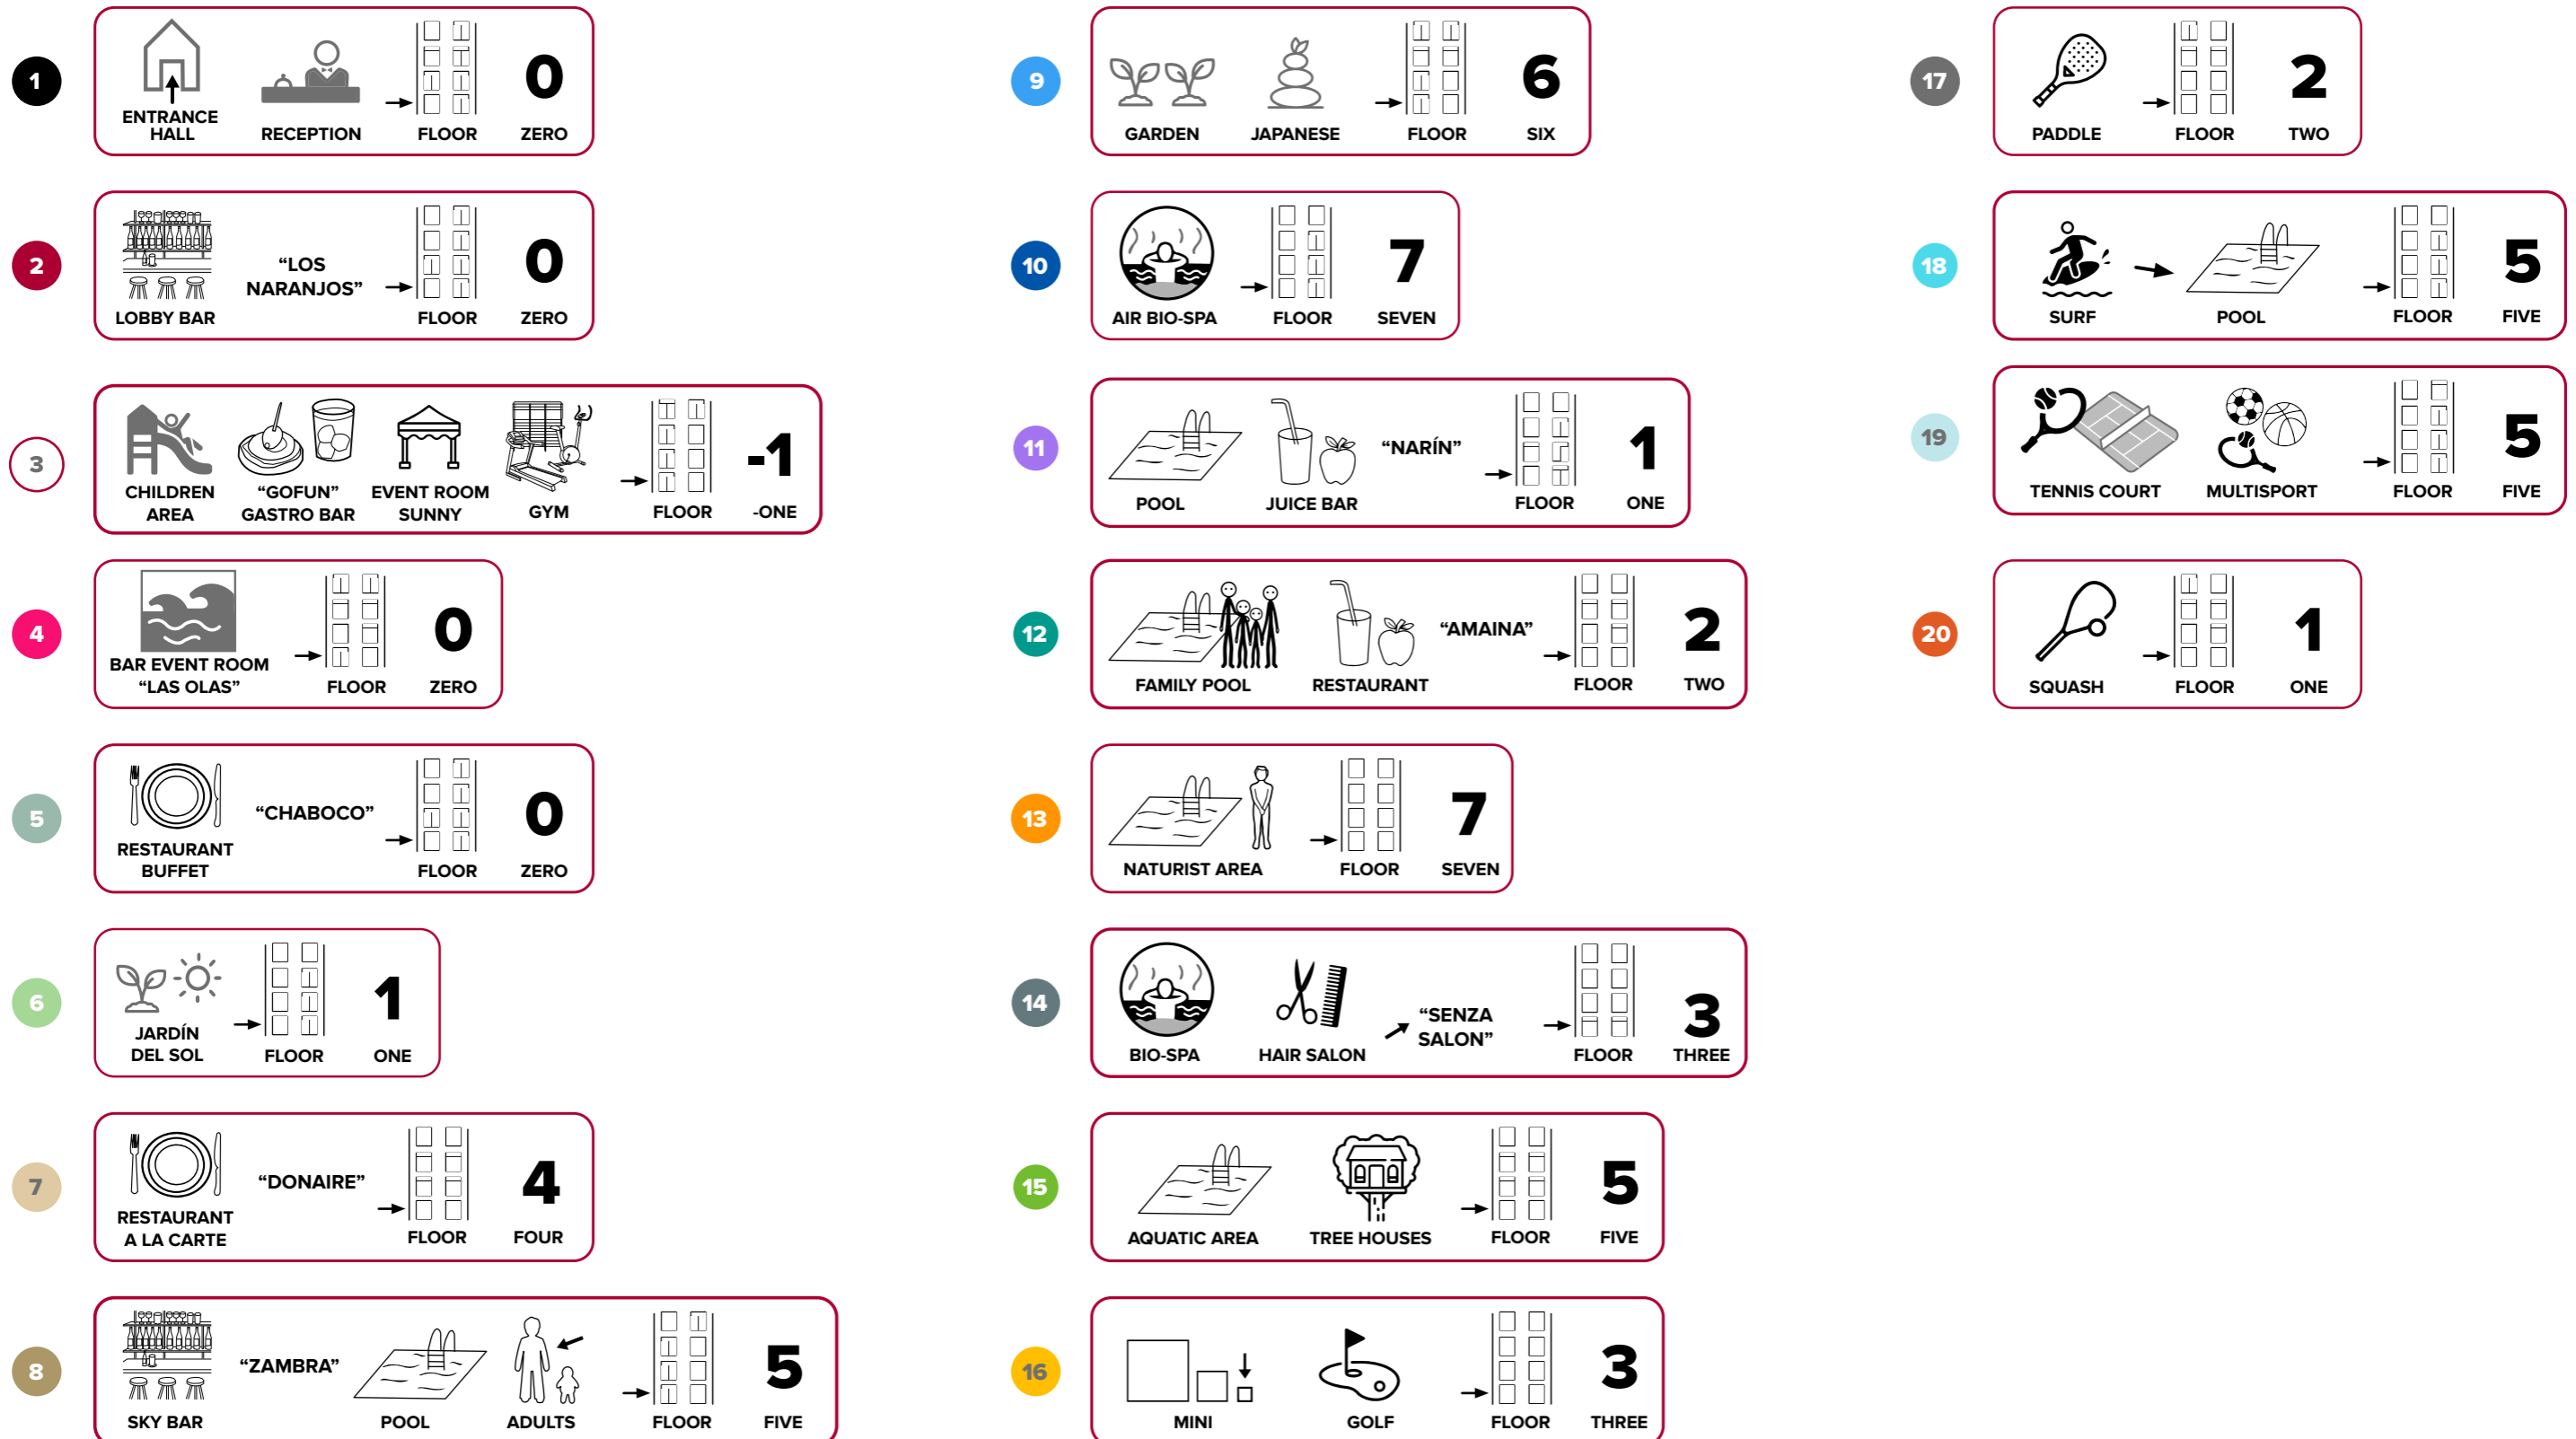 1
ENTRANCE
HALL
RECEPTION
FLOOR
0
ZERO
2
LOBBY BAR
“LOS
NARANJOS”
FLOOR
0
ZERO
3
CHILDREN
AREA
“GOFUN”
GASTRO BAR
EVENT ROOM
SUNNY
GYM
FLOOR
-1
-ONE
4
BAR EVENT ROOM
“LAS OLAS”
FLOOR
0
ZERO
5
RESTAURANT
BUFFET
“CHABOCO”
FLOOR
0
ZERO
6
JARDÍN
DEL SOL
FLOOR
1
ONE
7
RESTAURANT
A LA CARTE
“DONAIRE”
FLOOR
4
FOUR
8
SKY BAR
“ZAMBRA”
POOL
ADULTS
FLOOR
5
FIVE
9
GARDEN
JAPANESE
FLOOR
6
SIX
10
AIR BIO-SPA
FLOOR
7
SEVEN
11
POOL
JUICE BAR
“NARÍN”
FLOOR
1
ONE
12
FAMILY POOL
RESTAURANT
“AMAINA”
FLOOR
2
TWO
13
NATURIST AREA
FLOOR
7
SEVEN
14
BIO-SPA
HAIR SALON
“SENZA
SALON”
FLOOR
3
THREE
15
AQUATIC AREA
TREE HOUSES
FLOOR
5
FIVE
16
MINI
GOLF
FLOOR
3
THREE
17
PADDLE
FLOOR
2
TWO
18
SURF
POOL
FLOOR
5
FIVE
19
TENNIS COURT
MULTISPORT
FLOOR
5
FIVE
20
SQUASH
FLOOR
1
ONE